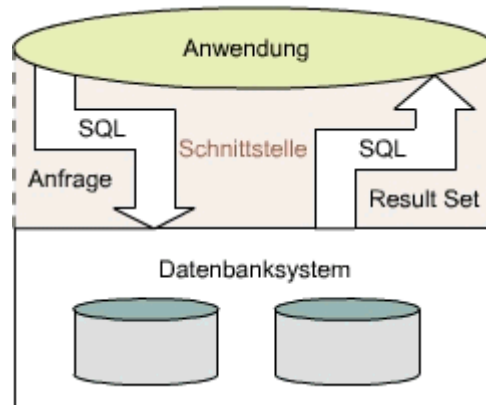 Anwendung
SQL
Schnittstelle
SQL
Anfrage
Result Set
Datenbanksystem